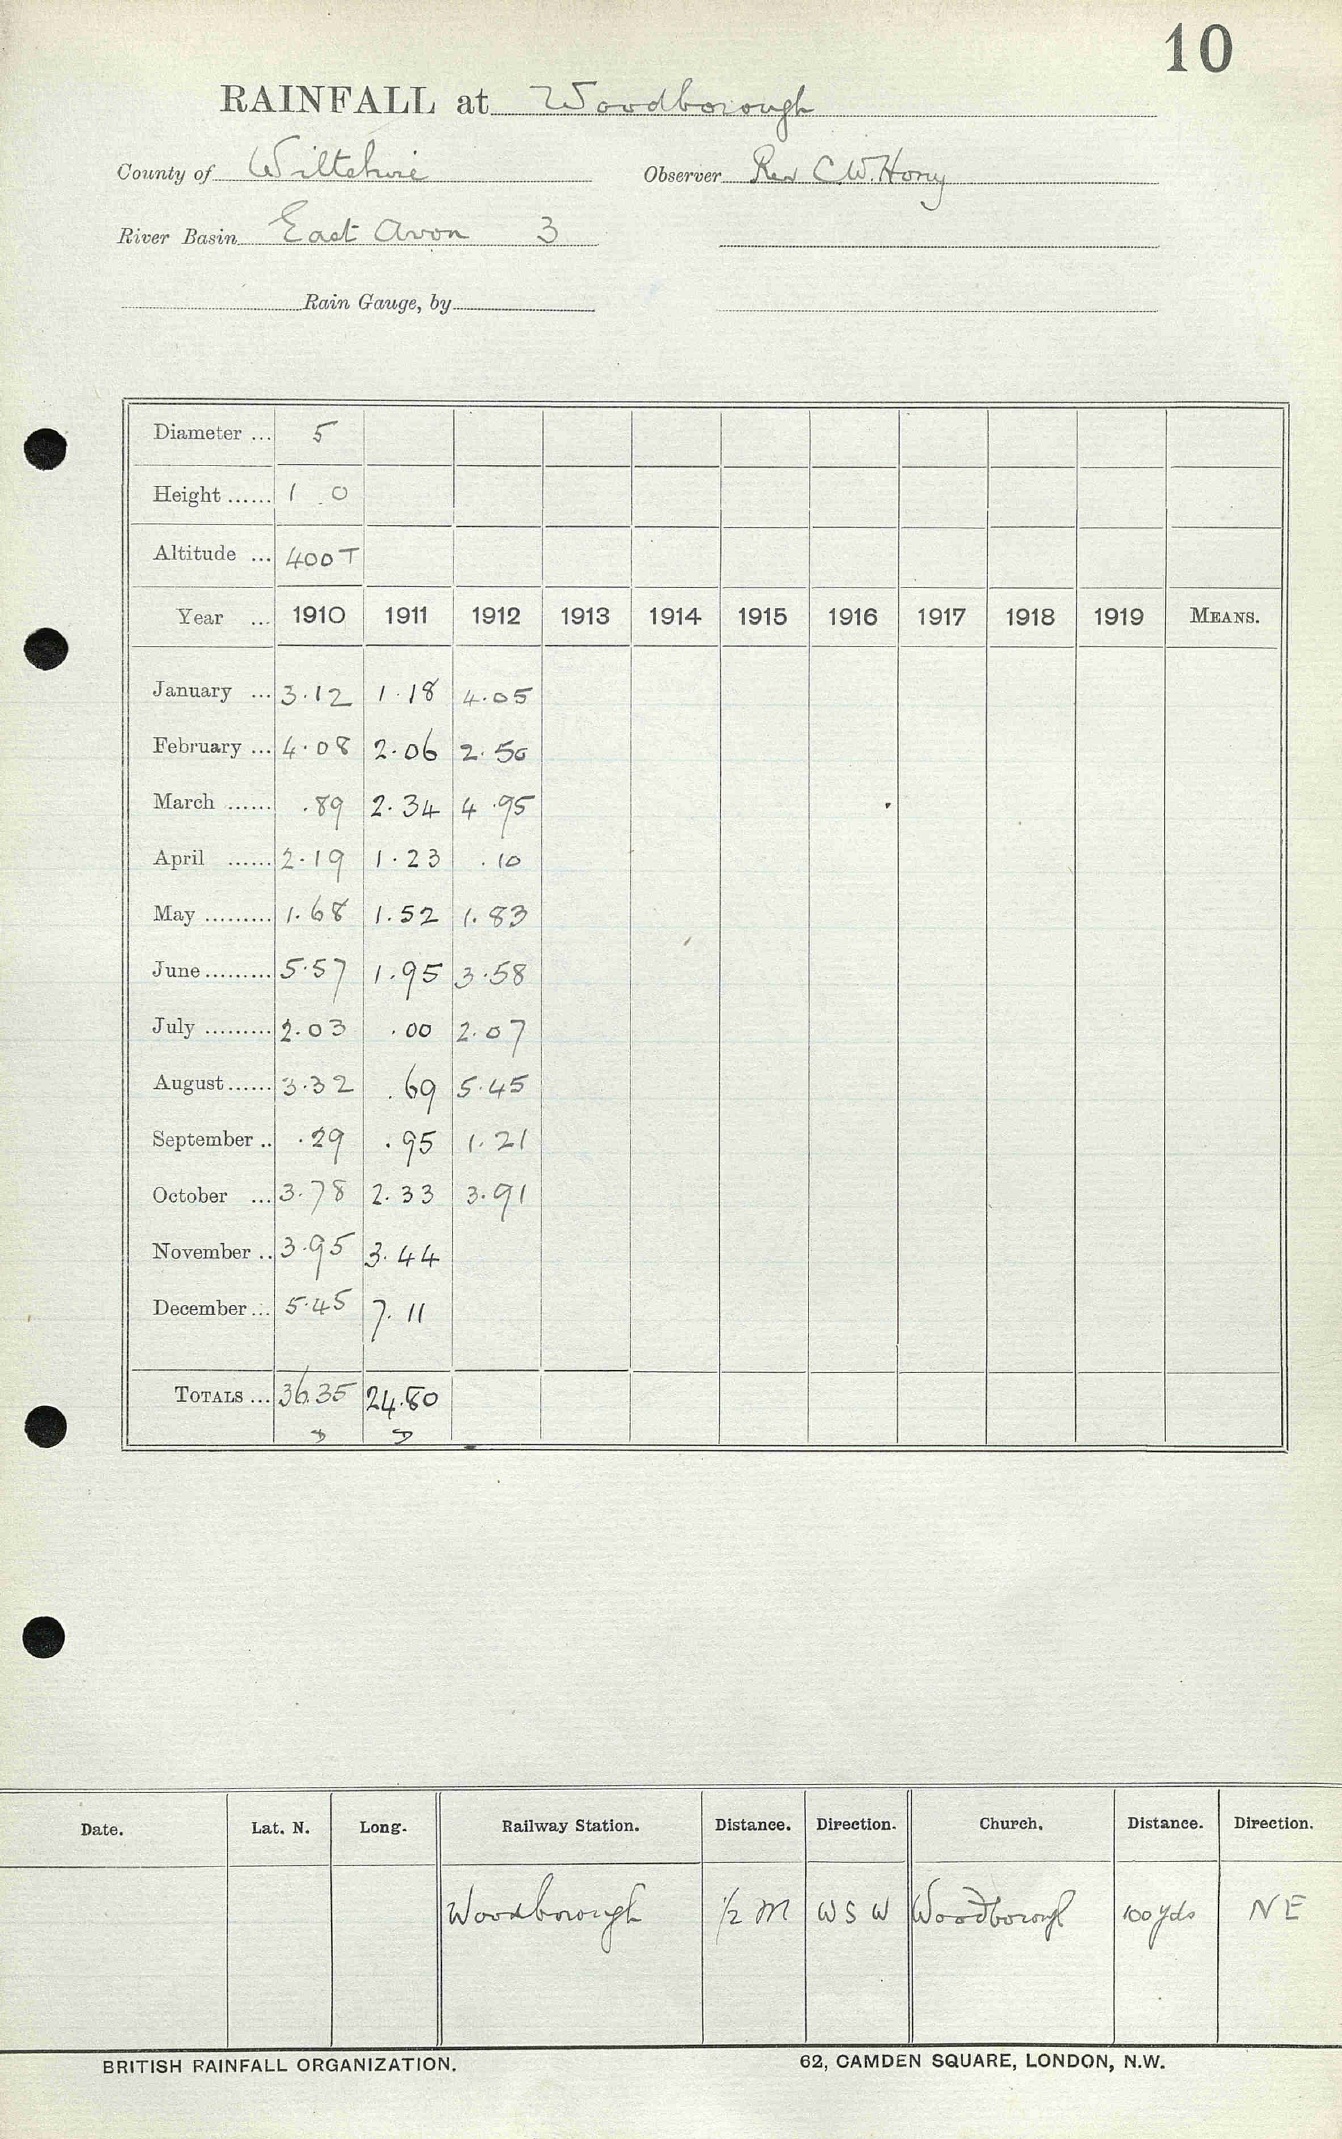 10
RAINFALL at Woodborough
County of Wiltshire Observer Rev C.W. Hony
River Basin East Avon 3
Rain Gauge, by
Diameter ... 5
Height ...... 1 . 0
Altitude ... 400 T
Year ... 1910 1911 1912 1913 1914 1915 1916 1917 1918 1919 MEANS.
January ... 3.12 1.18 4.05
February ... 4.08 2.06 2.50
March ...... .89 2.34 4.95
April ...... 2.19 1.23 .10
May ......... 1.68 1.52 1.83
June ......... 5.57 1.95 3.58
July ......... 2.03 .00 2.07
August ...... 3.32 .69 5.45
September .. .29 .95 1.21
October ... 3.78 2.33 3.91
November .. 3.95 3.44
December ... 5.45 7.11
TOTALS ... 36.35 24.80
Date. Lat. N. Long. Railway Station. Distance. Direction. Church. Distance. Direction.
Woodborough 1/2 M W S W Woodborough 100 yds N E
BRITISH RAINFALL ORGANIZATION. 62, CAMDEN SQUARE, LONDON, N.W.